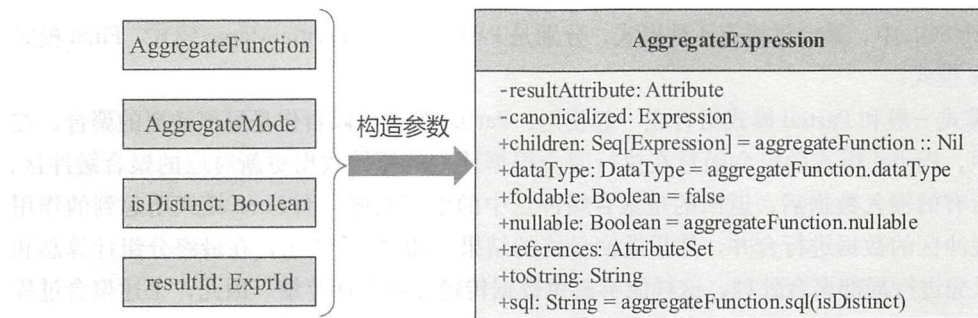 AggregateFunction
AggregateMode
isDistinct: Boolean
resultId: ExprId
构造参数
AggregateExpression
-resultAttribute: Attribute
-canonicalized: Expression
+children: Seq[Expression] = aggregateFunction :: Nil
+dataType: DataType = aggregateFunction.dataType
+foldable: Boolean = false
+nullable: Boolean = aggregateFunction.nullable
-references: AttributeSet
+toString: String
+sql: String = aggregateFunction.sql(isDistinct)